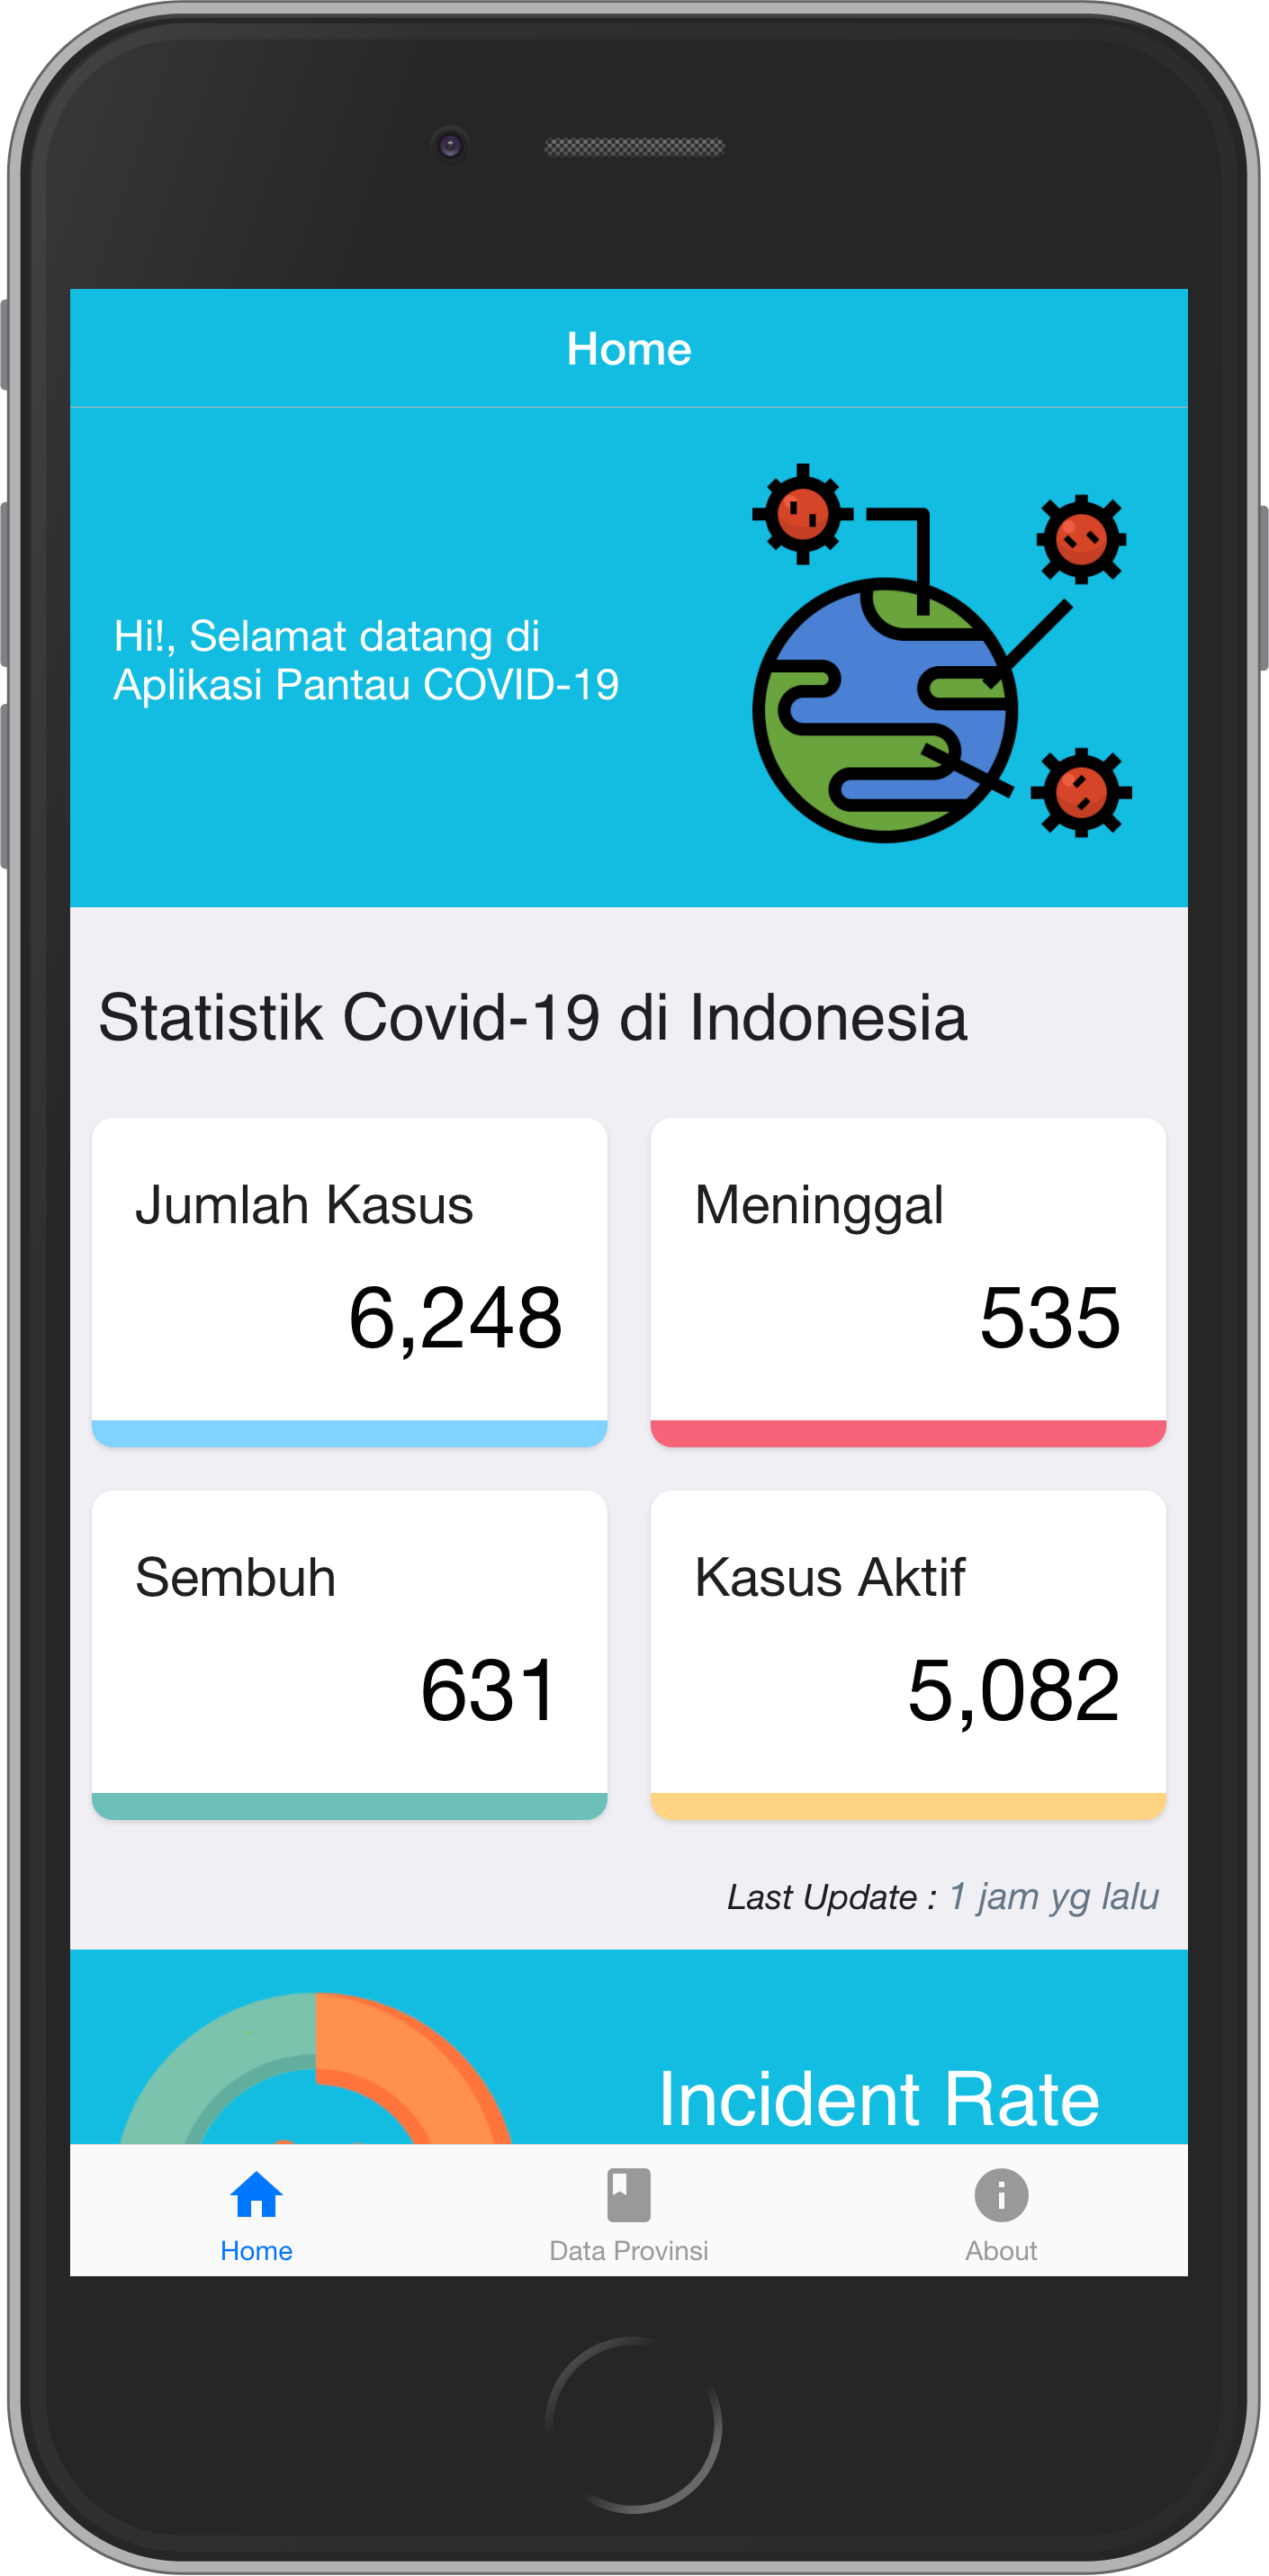 Home
Hi!, Selamat datang di
Aplikasi Pantau COVID-19
Statistik Covid-19 di Indonesia
Jumlah Kasus
6,248
Meninggal
535
Sembuh
631
Kasus Aktif
5,082
Last Update : 1 jam yg lalu
Incident Rate
Home
Data Provinsi
About